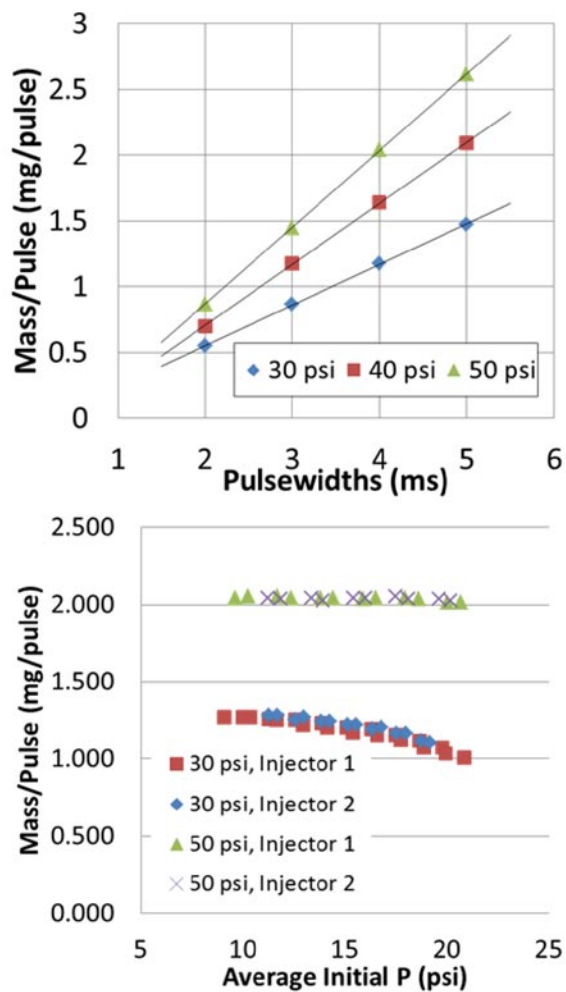 3
2.5
2
1.5
1
0.5
0
Mass/Pulse (mg/pulse)
30 psi 40 psi 50 psi
1 2 3 4 5 6
Pulsewidths (ms)
2.500
2.000
1.500
1.000
0.500
0.000
Mass/Pulse (mg/pulse)
30 psi, Injector 1
30 psi, Injector 2
50 psi, Injector 1
50 psi, Injector 2
5 10 15 20 25
Average Initial P (psi)